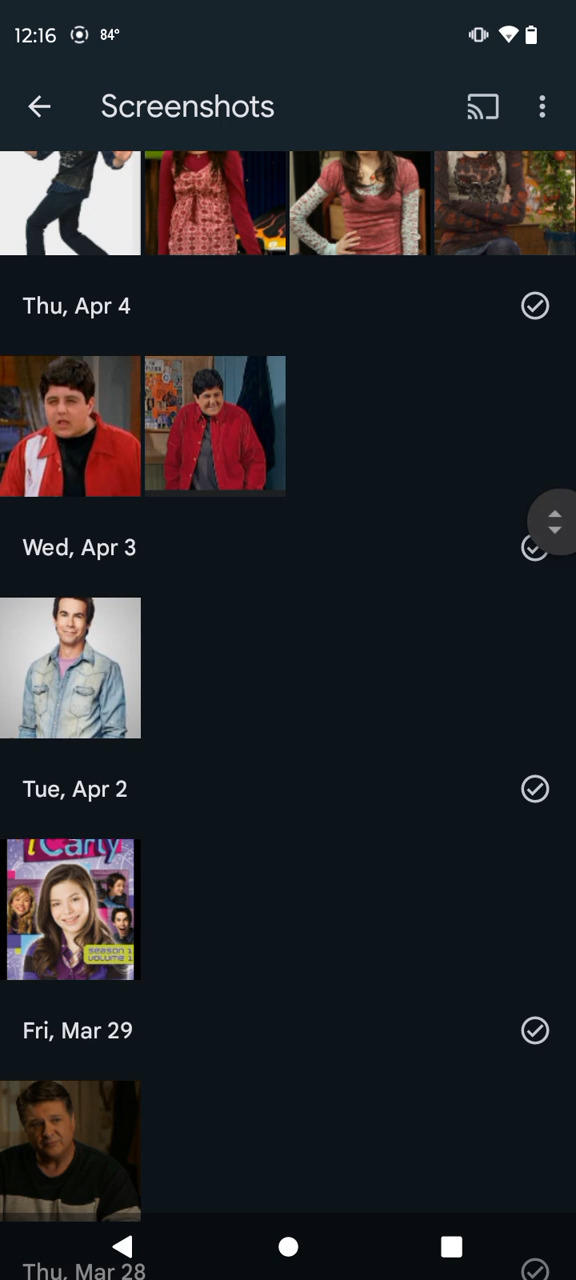 12:16 84°
Screenshots
Thu, Apr 4
Wed, Apr 3
Tue, Apr 2
iCarly
SEASON 1
VOLUME 1
Fri, Mar 29
Thu, Mar 28